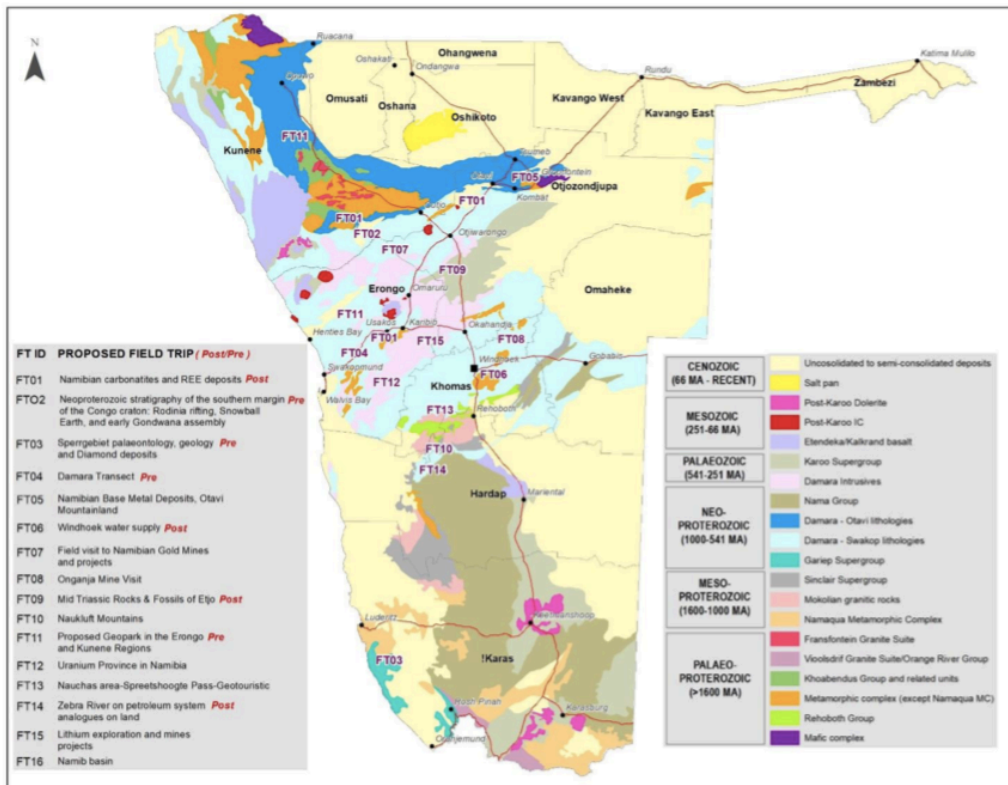 N
Ruacana
Ohangwena
Katima Mulilo
Oshakati
Ondangwa
Rundu
Zambezi
Opuwo
Omusati
Oshana
Kavango West
Oshikoto
Kavango East
FT11
Kunene
Tsumeb
Otavi
FT05
Grootfontein
Otjozondjupa
Kombat
FT01
FT01
FT02
Otjiwarongo
FT07
FT09
Erongo
Omaruru
Omaheke
FT11
Usakos
Karibib
Henties Bay
FT01
FT15
Okahandja
FT08
FT04
Windhoek
Gobabis
Swakopmund
FT12
Khomas
FT06
Walvis Bay
FT13
Rehoboth
FT10
FT14
Hardap
Mariental
Luderitz
Keetmanshoop
FT03
!Karas
Rosh Pinah
Karasburg
Oranjemund
FT ID PROPOSED FIELD TRIP (Post/Pre)
FT01 Namibian carbonatites and REE deposits Post
FTO2 Neoproterozoic stratigraphy of the southern margin Pre
of the Congo craton: Rodinia rifting, Snowball
Earth, and early Gondwana assembly
FT03 Sperrgebiet palaeontology, geology Pre
and Diamond deposits
FT04 Damara Transect Pre
FT05 Namibian Base Metal Deposits, Otavi
Mountainland
FT06 Windhoek water supply Post
FT07 Field visit to Namibian Gold Mines
and projects
FT08 Onganja Mine Visit
FT09 Mid Triassic Rocks & Fossils of Etjo Post
FT10 Naukluft Mountains
FT11 Proposed Geopark in the Erongo Pre
and Kunene Regions
FT12 Uranium Province in Namibia
FT13 Nauchas area-Spreetshoogte Pass-Geotouristic
FT14 Zebra River on petroleum system Post
analogues on land
FT15 Lithium exploration and mines
projects
FT16 Namib basin
CENOZOIC
(66 MA - RECENT)
MESOZOIC
(251-66 MA)
PALAEOZOIC
(541-251 MA)
NEO-
PROTEROZOIC
(1000-541 MA)
MESO-
PROTEROZOIC
(1600-1000 MA)
PALAEO-
PROTEROZOIC
(>1600 MA)
Uncosolidated to semi-consolidated deposits
Salt pan
Post-Karoo Dolerite
Post-Karoo IC
Etendeka/Kalkrand basalt
Karoo Supergroup
Damara Intrusives
Nama Group
Damara - Otavi lithologies
Damara - Swakop lithologies
Gariep Supergroup
Sinclair Supergroup
Mokolian granitic rocks
Namaqua Metamorphic Complex
Fransfontein Granite Suite
Vioolsdrif Granite Suite/Orange River Group
Khoabendus Group and related units
Metamorphic complex (except Namaqua MC)
Rehoboth Group
Mafic complex